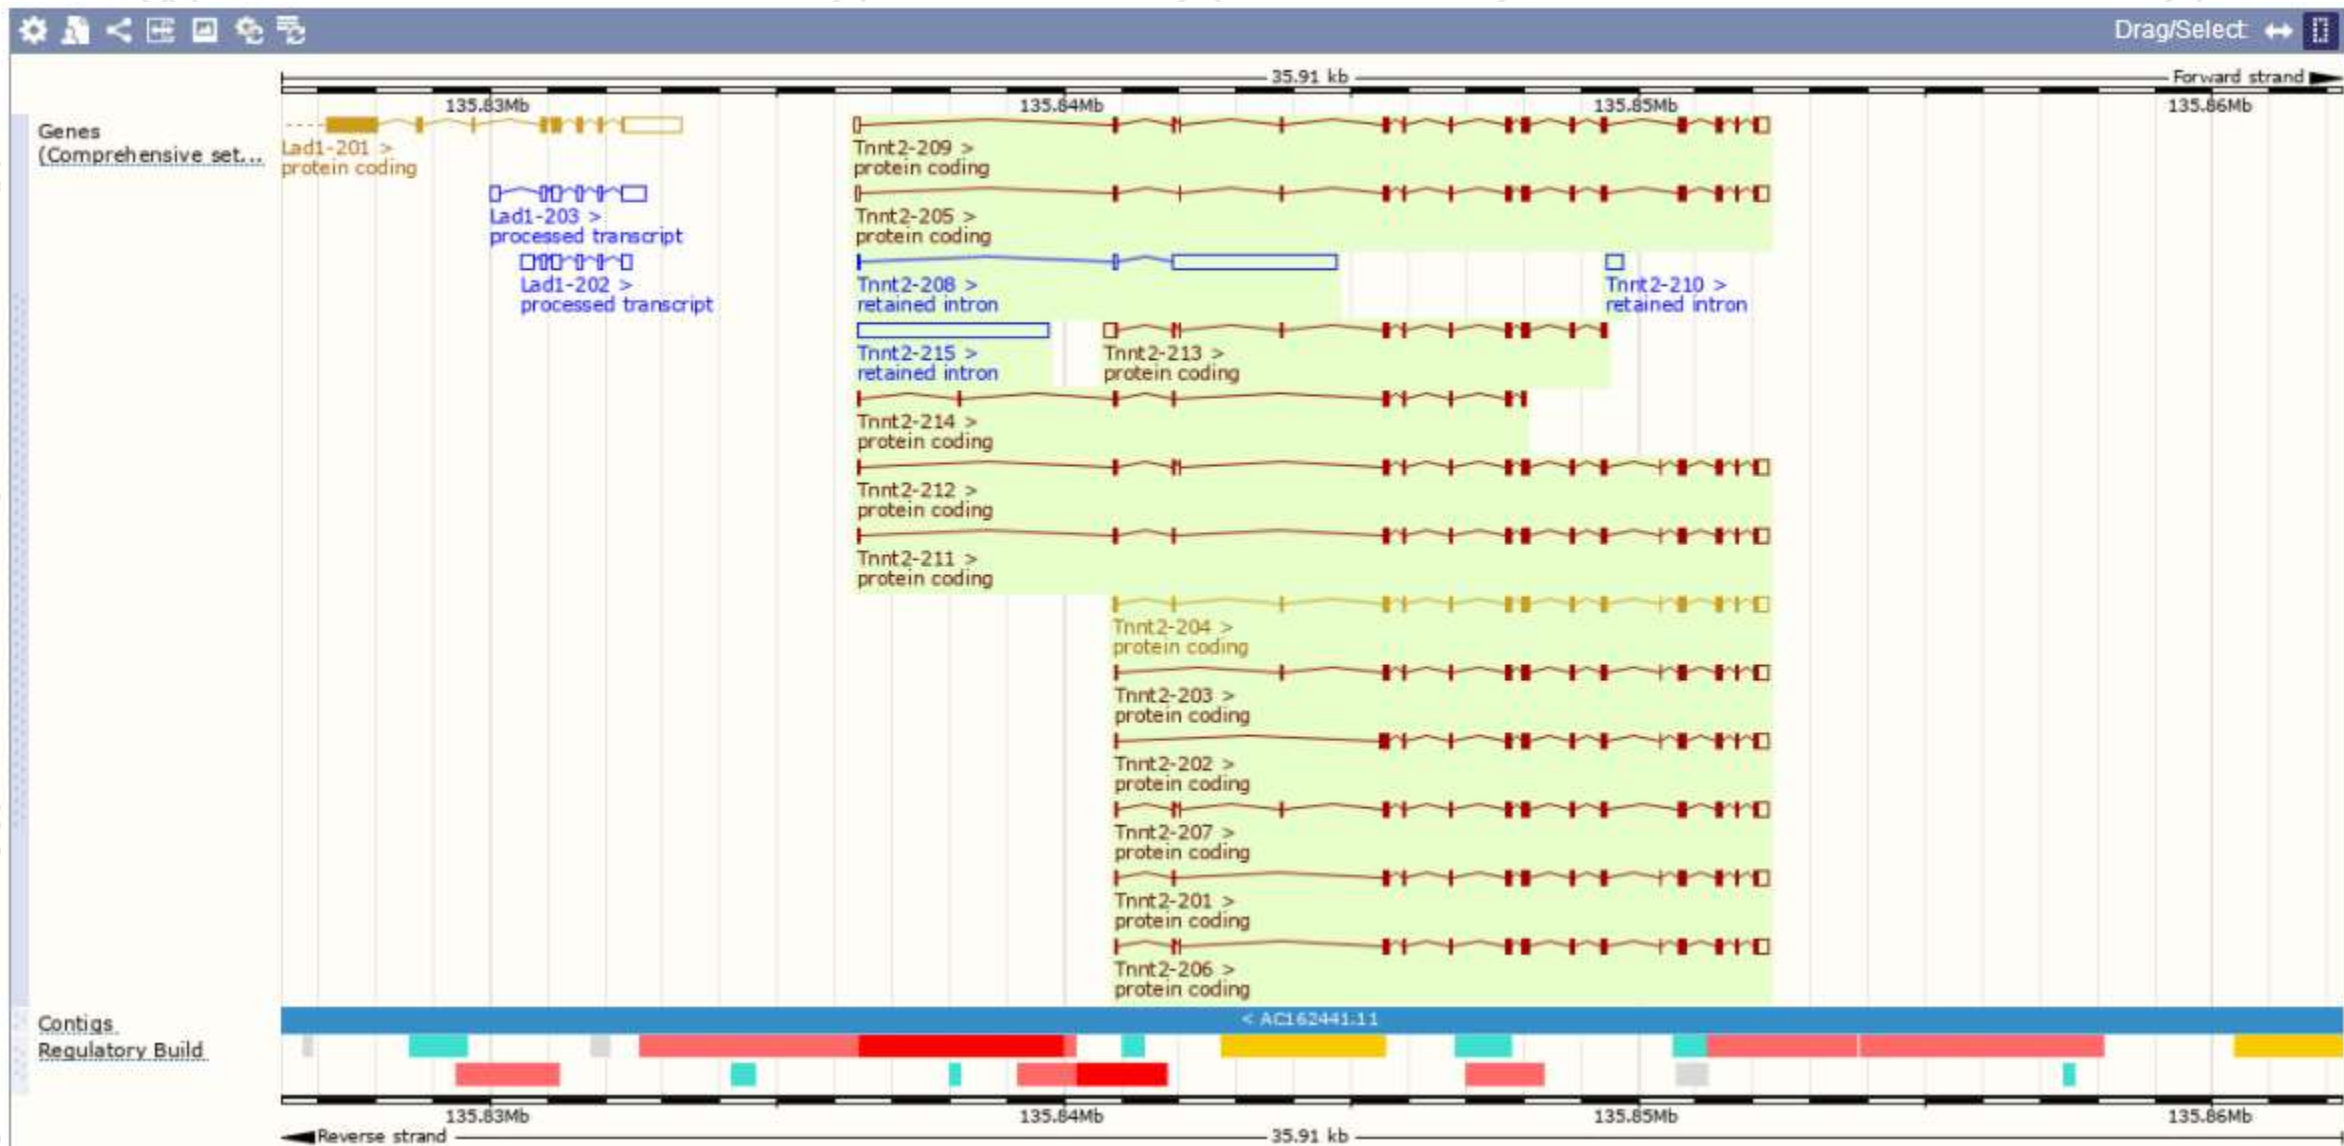 Drag/Select:
35.91 kb
Forward strand
135.83Mb 135.84Mb 135.85Mb 135.86Mb
Genes
(Comprehensive set...
Lad1-201 >
protein coding
Tnnt2-209 >
protein coding
Lad1-203 >
processed transcript
Tnnt2-205 >
protein coding
Lad1-202 >
processed transcript
Tnnt2-208 >
retained intron
Tnnt2-210 >
retained intron
Tnnt2-215 >
retained intron
Tnnt2-213 >
protein coding
Tnnt2-214 >
protein coding
Tnnt2-212 >
protein coding
Tnnt2-211 >
protein coding
Tnnt2-204 >
protein coding
Tnnt2-203 >
protein coding
Tnnt2-202 >
protein coding
Tnnt2-207 >
protein coding
Tnnt2-201 >
protein coding
Tnnt2-206 >
protein coding
Contigs
< AC162441.11
Regulatory Build
135.83Mb 135.84Mb 135.85Mb 135.86Mb
Reverse strand
35.91 kb